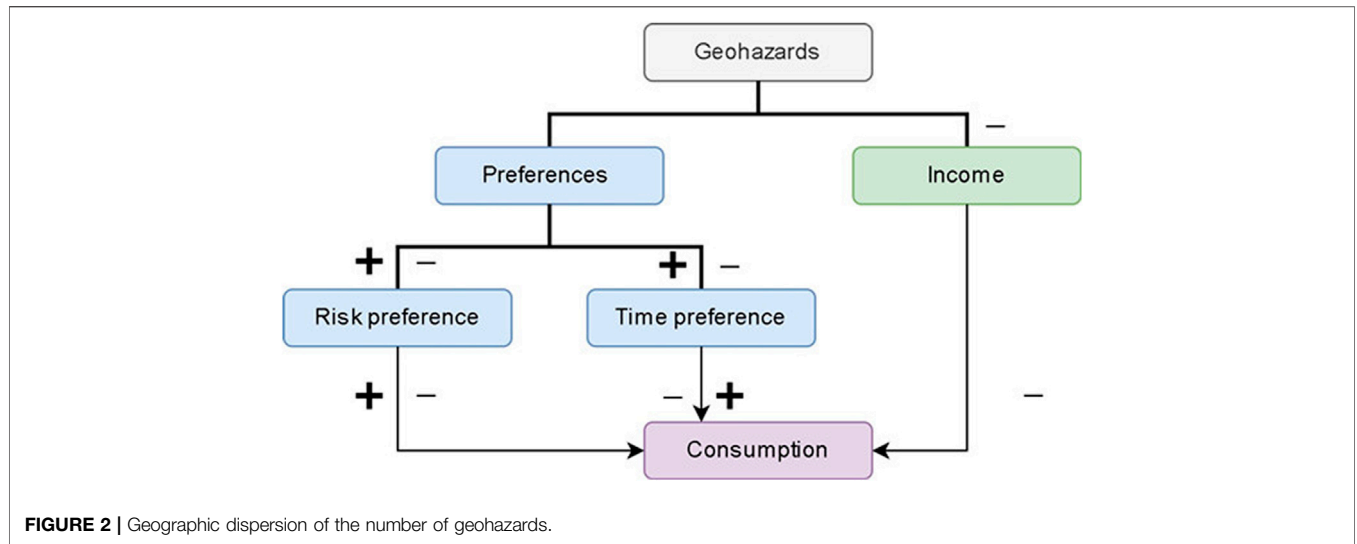 Geohazards
–
Preferences
Income
+ –
+ –
Risk preference
Time preference
+ –
– +
–
Consumption
FIGURE 2 | Geographic dispersion of the number of geohazards.